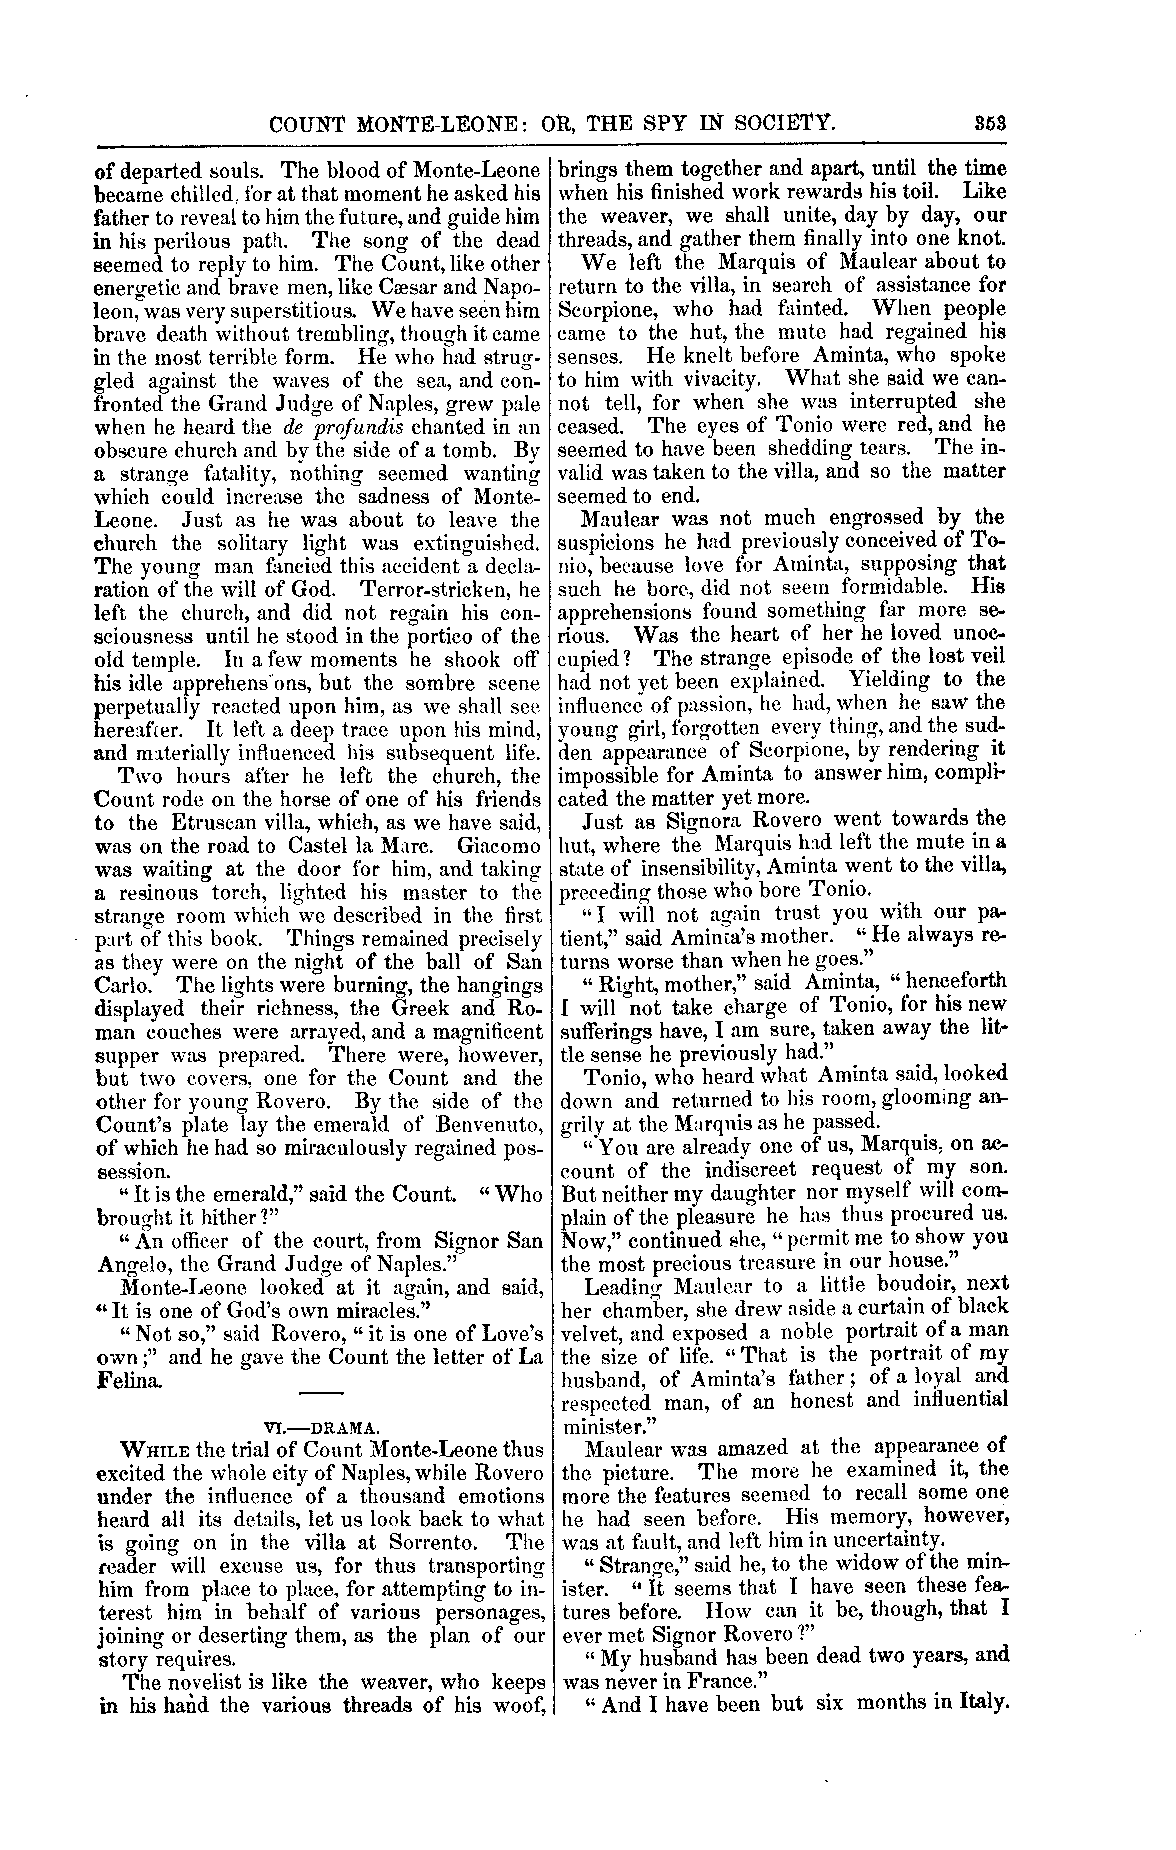 COUNT MONTE-LEONE: OR, THE SPY IN SOCIETY. 353
of departed souls. The blood of Monte-Leone
became chilled, for at that moment he asked his
father to reveal to him the future, and guide him
in his perilous path. The song of the dead
seemed to reply to him. The Count, like other
energetic and brave men, like Cæsar and Napo-
leon, was very superstitious. We have seen him
brave death without trembling, though it came
in the most terrible form. He who had strug-
gled against the waves of the sea, and con-
fronted the Grand Judge of Naples, grew pale
when he heard the de profundis chanted in an
obscure church and by the side of a tomb. By
a strange fatality, nothing seemed wanting
which could increase the sadness of Monte-
Leone. Just as he was about to leave the
church the solitary light was extinguished.
The young man fancied this accident a decla-
ration of the will of God. Terror-stricken, he
left the church, and did not regain his con-
sciousness until he stood in the portico of the
old temple. In a few moments he shook off
his idle apprehens ons, but the sombre scene
perpetually reacted upon him, as we shall see
hereafter. It left a deep trace upon his mind,
and materially influenced his subsequent life.
Two hours after he left the church, the
Count rode on the horse of one of his friends
to the Etruscan villa, which, as we have said,
was on the road to Castel la Mare. Giacomo
was waiting at the door for him, and taking
a resinous torch, lighted his master to the
strange room which we described in the first
part of this book. Things remained precisely
as they were on the night of the ball of San
Carlo. The lights were burning, the hangings
displayed their richness, the Greek and Ro-
man couches were arrayed, and a magnificent
supper was prepared. There were, however,
but two covers, one for the Count and the
other for young Rovero. By the side of the
Count's plate lay the emerald of Benvenuto,
of which he had so miraculously regained pos-
session.
"It is the emerald," said the Count. "Who
brought it hither?"
"An officer of the court, from Signor San
Angelo, the Grand Judge of Naples."
Monte-Leone looked at it again, and said,
"It is one of God's own miracles."
"Not so," said Rovero, "it is one of Love's
own;" and he gave the Count the letter of La
Felina.
VI.—DRAMA.
WHILE the trial of Count Monte-Leone thus
excited the whole city of Naples, while Rovero
under the influence of a thousand emotions
heard all its details, let us look back to what
is going on in the villa at Sorrento. The
reader will excuse us, for thus transporting
him from place to place, for attempting to in-
terest him in behalf of various personages,
joining or deserting them, as the plan of our
story requires.
The novelist is like the weaver, who keeps
in his hand the various threads of his woof,
brings them together and apart, until the time
when his finished work rewards his toil. Like
the weaver, we shall unite, day by day, our
threads, and gather them finally into one knot.
We left the Marquis of Maulear about to
return to the villa, in search of assistance for
Scorpione, who had fainted. When people
came to the hut, the mute had regained his
senses. He knelt before Aminta, who spoke
to him with vivacity. What she said we can-
not tell, for when she was interrupted she
ceased. The eyes of Tonio were red, and he
seemed to have been shedding tears. The in-
valid was taken to the villa, and so the matter
seemed to end.
Maulear was not much engrossed by the
suspicions he had previously conceived of To-
nio, because love for Aminta, supposing that
such he bore, did not seem formidable. His
apprehensions found something far more se-
rious. Was the heart of her he loved unoc-
cupied? The strange episode of the lost veil
had not yet been explained. Yielding to the
influence of passion, he had, when he saw the
young girl, forgotten every thing, and the sud-
den appearance of Scorpione, by rendering it
impossible for Aminta to answer him, compli-
cated the matter yet more.
Just as Signora Rovero went towards the
hut, where the Marquis had left the mute in a
state of insensibility, Aminta went to the villa,
preceding those who bore Tonio.
"I will not again trust you with our pa-
tient," said Aminta's mother. "He always re-
turns worse than when he goes."
"Right, mother," said Aminta, "henceforth
I will not take charge of Tonio, for his new
sufferings have, I am sure, taken away the lit-
tle sense he previously had."
Tonio, who heard what Aminta said, looked
down and returned to his room, glooming an-
grily at the Marquis as he passed.
"You are already one of us, Marquis, on ac-
count of the indiscreet request of my son.
But neither my daughter nor myself will com-
plain of the pleasure he has thus procured us.
Now," continued she, "permit me to show you
the most precious treasure in our house."
Leading Maulear to a little boudoir, next
her chamber, she drew aside a curtain of black
velvet, and exposed a noble portrait of a man
the size of life. "That is the portrait of my
husband, of Aminta's father; of a loyal and
respected man, of an honest and influential
minister."
Maulear was amazed at the appearance of
the picture. The more he examined it, the
more the features seemed to recall some one
he had seen before. His memory, however,
was at fault, and left him in uncertainty.
"Strange," said he, to the widow of the min-
ister. "It seems that I have seen these fea-
tures before. How can it be, though, that I
ever met Signor Rovero?"
"My husband has been dead two years, and
was never in France."
"And I have been but six months in Italy.